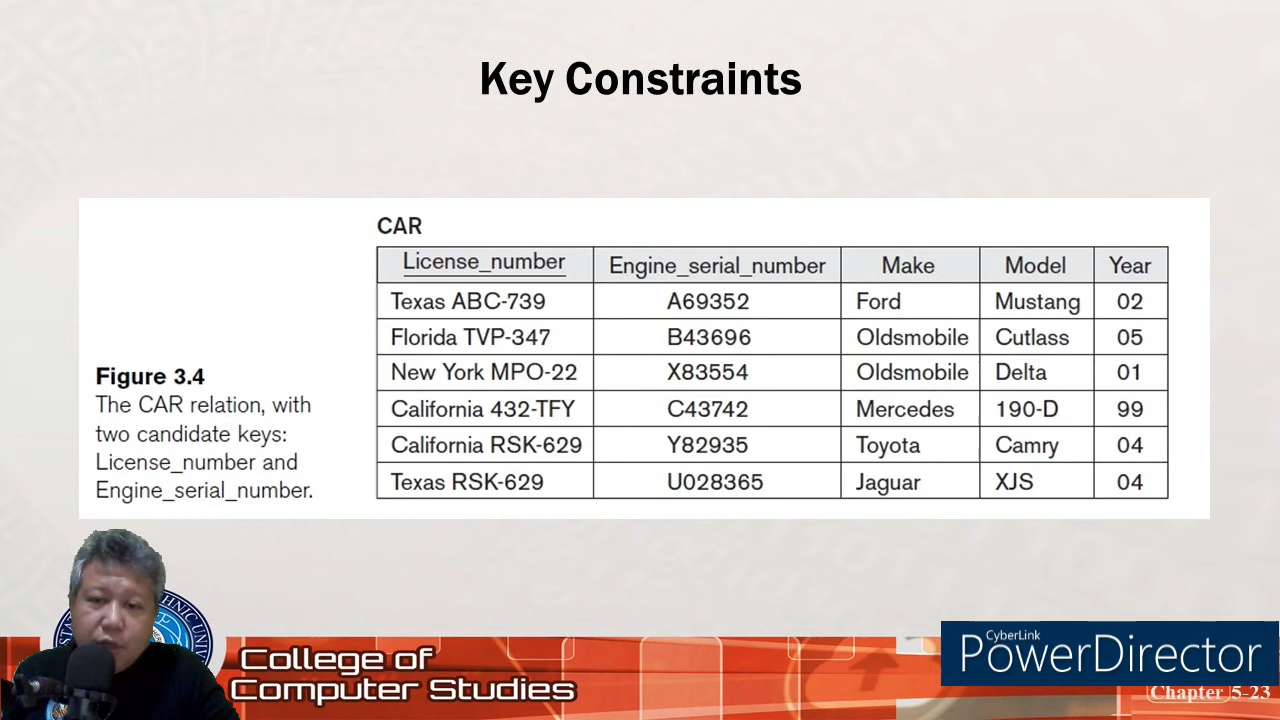 Key Constraints
CAR
License_number Engine_serial_number Make Model Year
Texas ABC-739 A69352 Ford Mustang 02
Florida TVP-347 B43696 Oldsmobile Cutlass 05
New York MPO-22 X83554 Oldsmobile Delta 01
California 432-TFY C43742 Mercedes 190-D 99
California RSK-629 Y82935 Toyota Camry 04
Texas RSK-629 U028365 Jaguar XJS 04
Figure 3.4
The CAR relation, with
two candidate keys:
License_number and
Engine_serial_number.
College of
Computer Studies
CyberLink
PowerDirector
Chapter 5-23